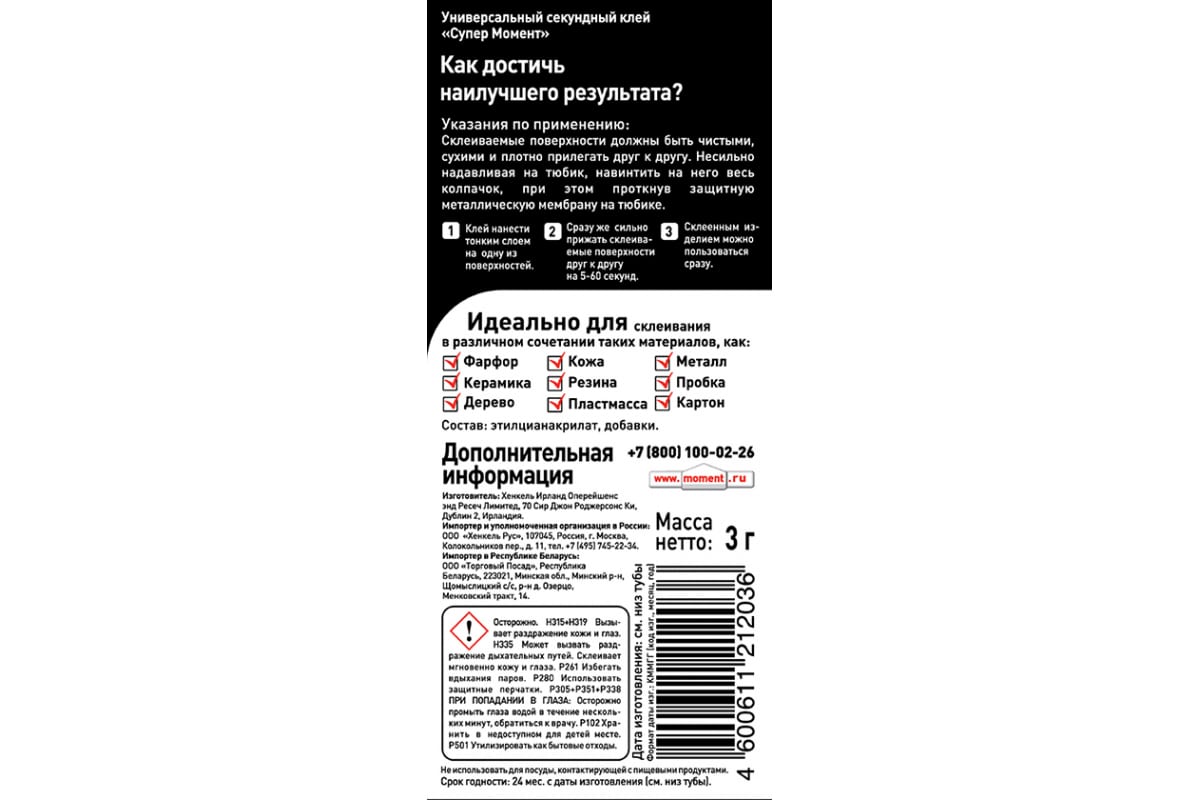 Универсальный секундный клей
«Супер Момент»
Как достичь
наилучшего результата?
Указания по применению:
Склеиваемые поверхности должны быть чистыми,
сухими и плотно прилегать друг к другу. Несильно
надавливая на тюбик, навинтить на него весь
колпачок, при этом проткнув защитную
металлическую мембрану на тюбике.
1 Клей нанести
тонким слоем
на одну из
поверхностей.
2 Сразу же сильно
прижать склеива-
емые поверхности
друг к другу
на 5-60 секунд.
3 Склеенным из-
делием можно
пользоваться
сразу.
Идеально для склеивания
в различном сочетании таких материалов, как:
Фарфор Кожа Металл
Керамика Резина Пробка
Дерево Пластмасса Картон
Состав: этилцианакрилат, добавки.
Дополнительная
информация
+7 (800) 100-02-26
www.moment.ru
Изготовитель: Хенкель Ирланд Оперейшенс
энд Ресеч Лимитед, 70 Сир Джон Роджерсонс Ки,
Дублин 2, Ирландия.
Импортер и уполномоченная организация в России:
ООО «Хенкель Рус», 107045, Россия, г. Москва,
Колокольников пер., д. 11, тел. +7 (495) 745-22-34.
Импортер в Республике Беларусь:
ООО «Торговый Посад», Республика
Беларусь, 223021, Минская обл., Минский р-н,
Щомыслицкий с/с, р-н д. Озерцо,
Менковский тракт, 14.
Масса
нетто: 3 г
Осторожно. H315+H319 Вызы-
вает раздражение кожи и глаз.
H335 Может вызвать разд-
ражение дыхательных путей. Склеивает
мгновенно кожу и глаза. P261 Избегать
вдыхания паров. P280 Использовать
защитные перчатки. P305+P351+P338
ПРИ ПОПАДАНИИ В ГЛАЗА: Осторожно
промыть глаза водой в течение несколь-
ких минут, обратиться к врачу. P102 Хра-
нить в недоступном для детей месте.
P501 Утилизировать как бытовые отходы.
Дата изготовления: см. низ тубы
Формат даты изг.: КММГГ (код изг., месяц, год)
4 600611 212036
Не использовать для посуды, контактирующей с пищевыми продуктами.
Срок годности: 24 мес. с даты изготовления (см. низ тубы).